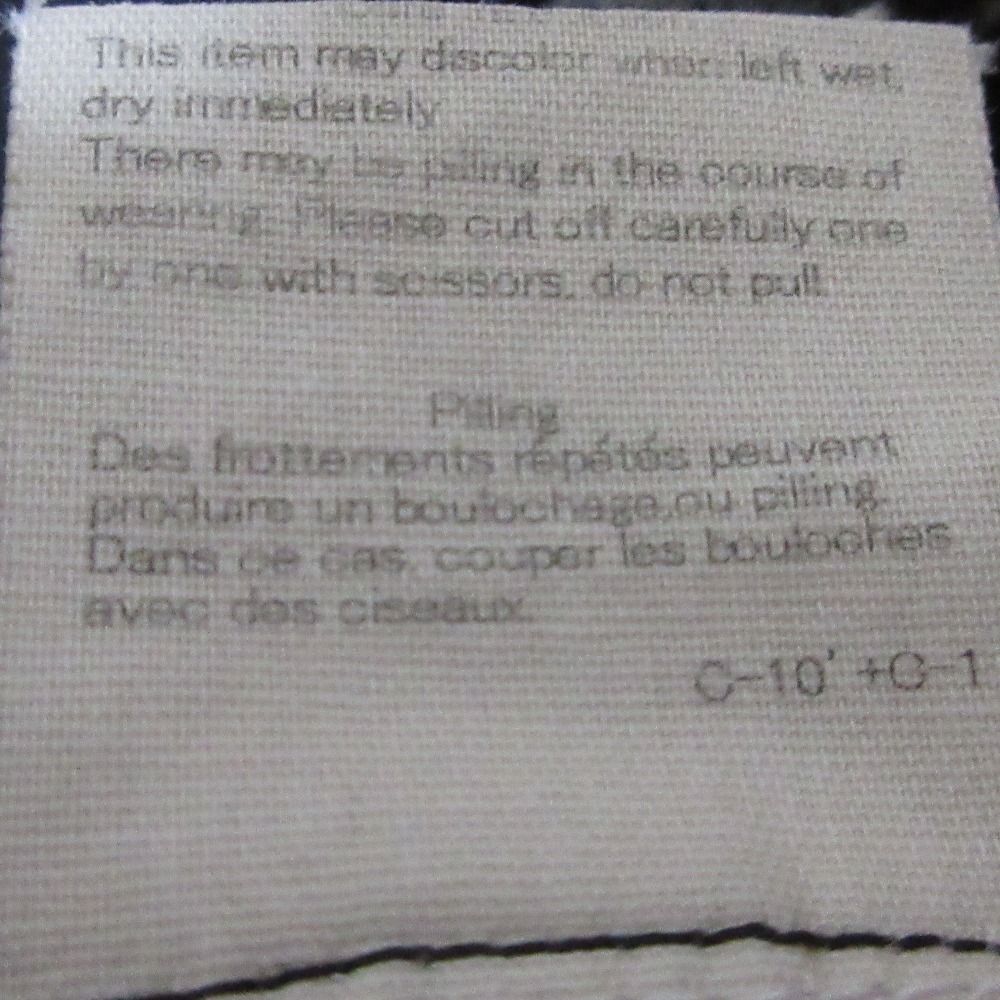 This item may discolor when left wet,
dry immediately
There may be pilling in the course of
wearing. Please cut off carefully one
by one with scissors, do not pull.
Pilling
Des frottements répétés peuvent
produire un boulochage,ou pilling.
Dans ce cas, couper les bouloches
avec des ciseaux.
C-10' +C-1